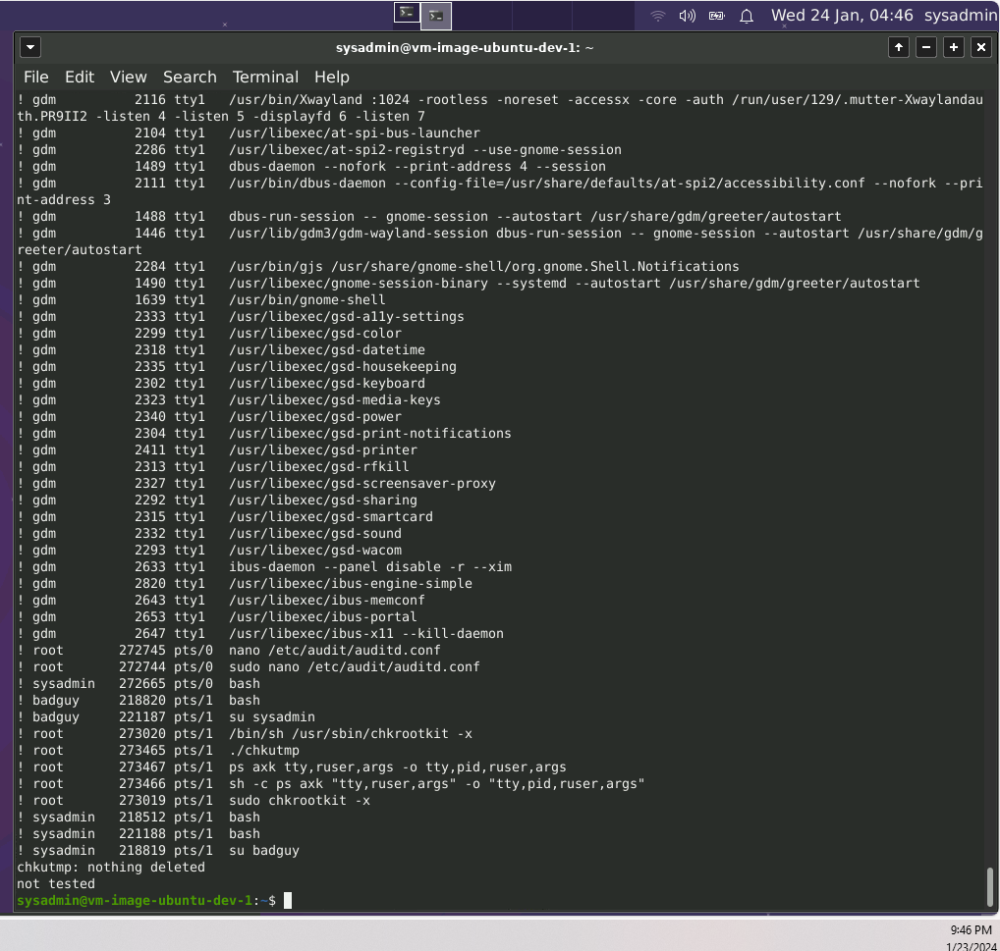 Wed 24 Jan, 04:46 sysadmin
sysadmin@vm-image-ubuntu-dev-1: ~
File Edit View Search Terminal Help
! gdm 2116 tty1 /usr/bin/Xwayland :1024 -rootless -noreset -accessx -core -auth /run/user/129/.mutter-Xwaylandau
th.PR9II2 -listen 4 -listen 5 -displayfd 6 -listen 7
! gdm 2104 tty1 /usr/libexec/at-spi-bus-launcher
! gdm 2286 tty1 /usr/libexec/at-spi2-registryd --use-gnome-session
! gdm 1489 tty1 dbus-daemon --nofork --print-address 4 --session
! gdm 2111 tty1 /usr/bin/dbus-daemon --config-file=/usr/share/defaults/at-spi2/accessibility.conf --nofork --pri
nt-address 3
! gdm 1488 tty1 dbus-run-session -- gnome-session --autostart /usr/share/gdm/greeter/autostart
! gdm 1446 tty1 /usr/lib/gdm3/gdm-wayland-session dbus-run-session -- gnome-session --autostart /usr/share/gdm/g
reeter/autostart
! gdm 2284 tty1 /usr/bin/gjs /usr/share/gnome-shell/org.gnome.Shell.Notifications
! gdm 1490 tty1 /usr/libexec/gnome-session-binary --systemd --autostart /usr/share/gdm/greeter/autostart
! gdm 1639 tty1 /usr/bin/gnome-shell
! gdm 2333 tty1 /usr/libexec/gsd-a11y-settings
! gdm 2299 tty1 /usr/libexec/gsd-color
! gdm 2318 tty1 /usr/libexec/gsd-datetime
! gdm 2335 tty1 /usr/libexec/gsd-housekeeping
! gdm 2302 tty1 /usr/libexec/gsd-keyboard
! gdm 2323 tty1 /usr/libexec/gsd-media-keys
! gdm 2340 tty1 /usr/libexec/gsd-power
! gdm 2304 tty1 /usr/libexec/gsd-print-notifications
! gdm 2411 tty1 /usr/libexec/gsd-printer
! gdm 2313 tty1 /usr/libexec/gsd-rfkill
! gdm 2327 tty1 /usr/libexec/gsd-screensaver-proxy
! gdm 2292 tty1 /usr/libexec/gsd-sharing
! gdm 2315 tty1 /usr/libexec/gsd-smartcard
! gdm 2332 tty1 /usr/libexec/gsd-sound
! gdm 2293 tty1 /usr/libexec/gsd-wacom
! gdm 2633 tty1 ibus-daemon --panel disable -r --xim
! gdm 2820 tty1 /usr/libexec/ibus-engine-simple
! gdm 2643 tty1 /usr/libexec/ibus-memconf
! gdm 2653 tty1 /usr/libexec/ibus-portal
! gdm 2647 tty1 /usr/libexec/ibus-x11 --kill-daemon
! root 272745 pts/0 nano /etc/audit/auditd.conf
! root 272744 pts/0 sudo nano /etc/audit/auditd.conf
! sysadmin 272665 pts/0 bash
! badguy 218820 pts/1 bash
! badguy 221187 pts/1 su sysadmin
! root 273020 pts/1 /bin/sh /usr/sbin/chkrootkit -x
! root 273465 pts/1 ./chkutmp
! root 273467 pts/1 ps axk tty,ruser,args -o tty,pid,ruser,args
! root 273466 pts/1 sh -c ps axk "tty,ruser,args" -o "tty,pid,ruser,args"
! root 273019 pts/1 sudo chkrootkit -x
! sysadmin 218512 pts/1 bash
! sysadmin 221188 pts/1 bash
! sysadmin 218819 pts/1 su badguy
chkutmp: nothing deleted
not tested
sysadmin@vm-image-ubuntu-dev-1:~$
9:46 PM
1/23/2024